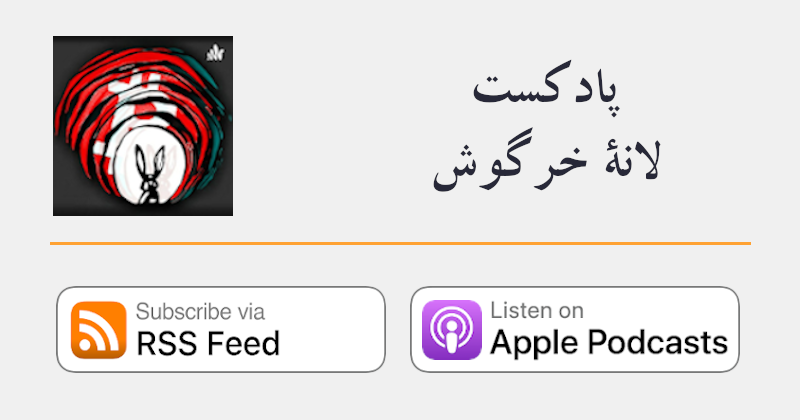 پادکست
لانهٔ خرگوش
Subscribe via
RSS Feed
Listen on
Apple Podcasts